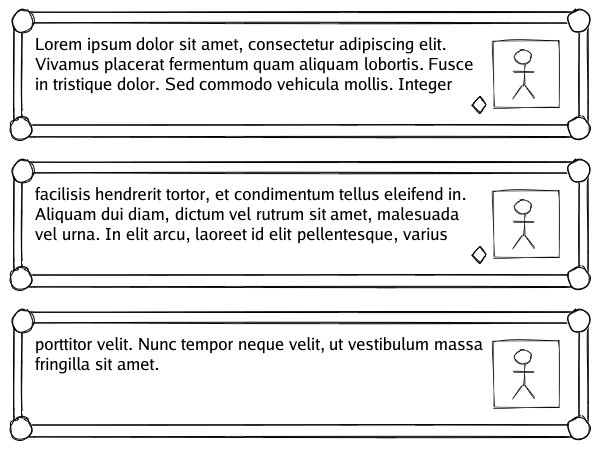 Lorem ipsum dolor sit amet, consectetur adipiscing elit.
Vivamus placerat fermentum quam aliquam lobortis. Fusce
in tristique dolor. Sed commodo vehicula mollis. Integer
facilisis hendrerit tortor, et condimentum tellus eleifend in.
Aliquam dui diam, dictum vel rutrum sit amet, malesuada
vel urna. In elit arcu, laoreet id elit pellentesque, varius
porttitor velit. Nunc tempor neque velit, ut vestibulum massa
fringilla sit amet.